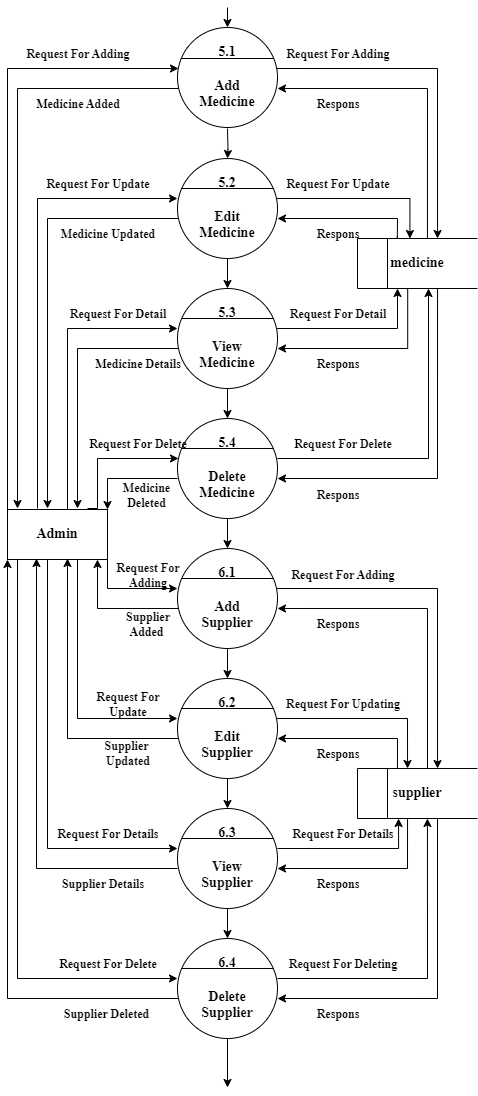 5.1
Request For Adding
Request For Adding
Add
Medicine
Medicine Added
Respons
5.2
Request For Update
Request For Update
Edit
Medicine
Medicine Updated
Respons
medicine
5.3
Request For Detail
Request For Detail
View
Medicine
Medicine Details
Respons
5.4
Request For Delete
Request For Delete
Delete
Medicine
Medicine
Deleted
Respons
Admin
6.1
Request For
Adding
Request For Adding
Add
Supplier
Supplier
Added
Respons
6.2
Request For
Update
Request For Updating
Edit
Supplier
Supplier
Updated
Respons
supplier
6.3
Request For Details
Request For Details
View
Supplier
Supplier Details
Respons
6.4
Request For Delete
Request For Deleting
Delete
Supplier
Supplier Deleted
Respons